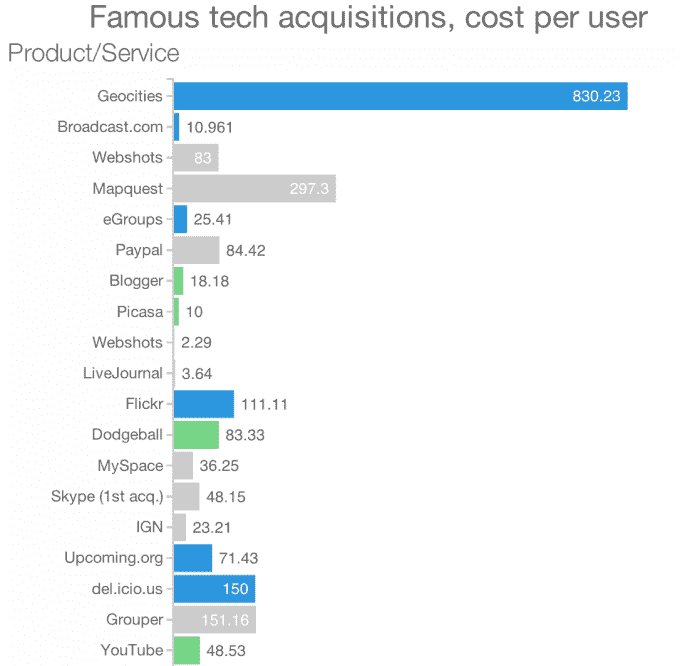 Famous tech acquisitions, cost per user
Product/Service
Geocities 830.23
Broadcast.com 10.961
Webshots 83
Mapquest 297.3
eGroups 25.41
Paypal 84.42
Blogger 18.18
Picasa 10
Webshots 2.29
LiveJournal 3.64
Flickr 111.11
Dodgeball 83.33
MySpace 36.25
Skype (1st acq.) 48.15
IGN 23.21
Upcoming.org 71.43
del.icio.us 150
Grouper 151.16
YouTube 48.53